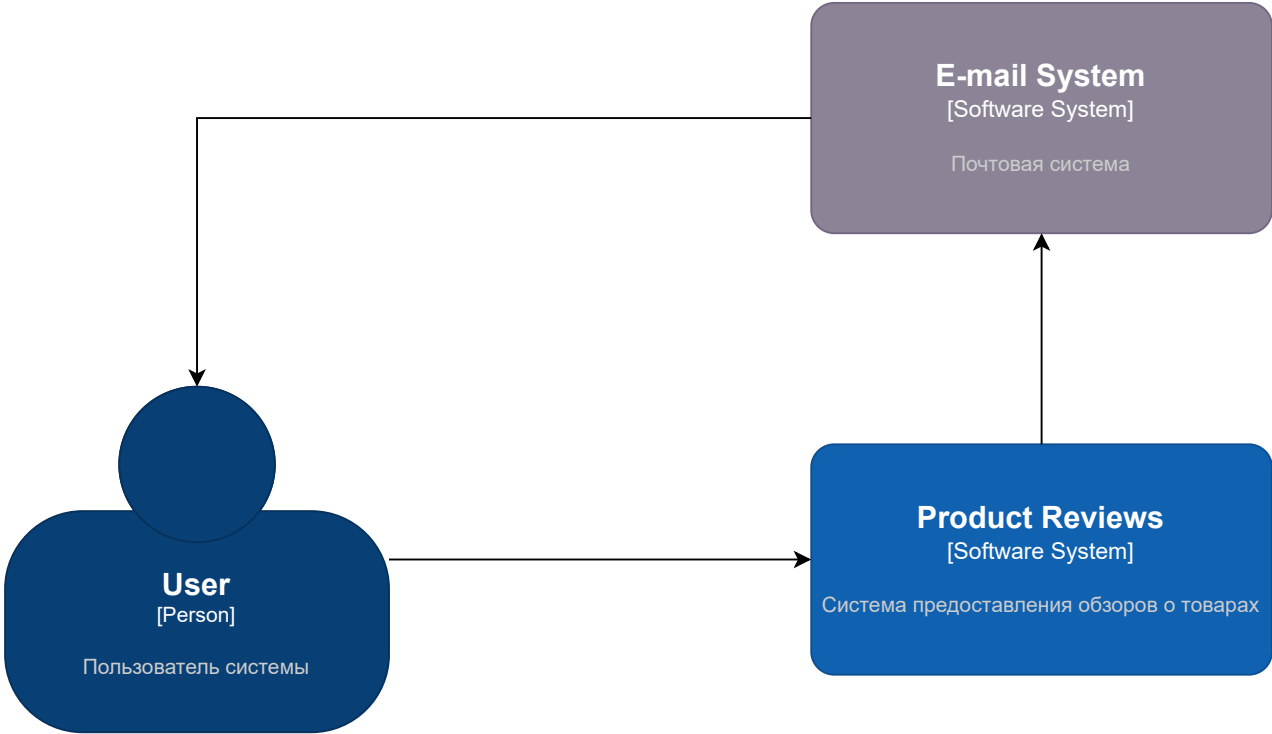 E-mail System
[Software System]
Почтовая система
Product Reviews
[Software System]
Система предоставления обзоров о товарах
User
[Person]
Пользователь системы